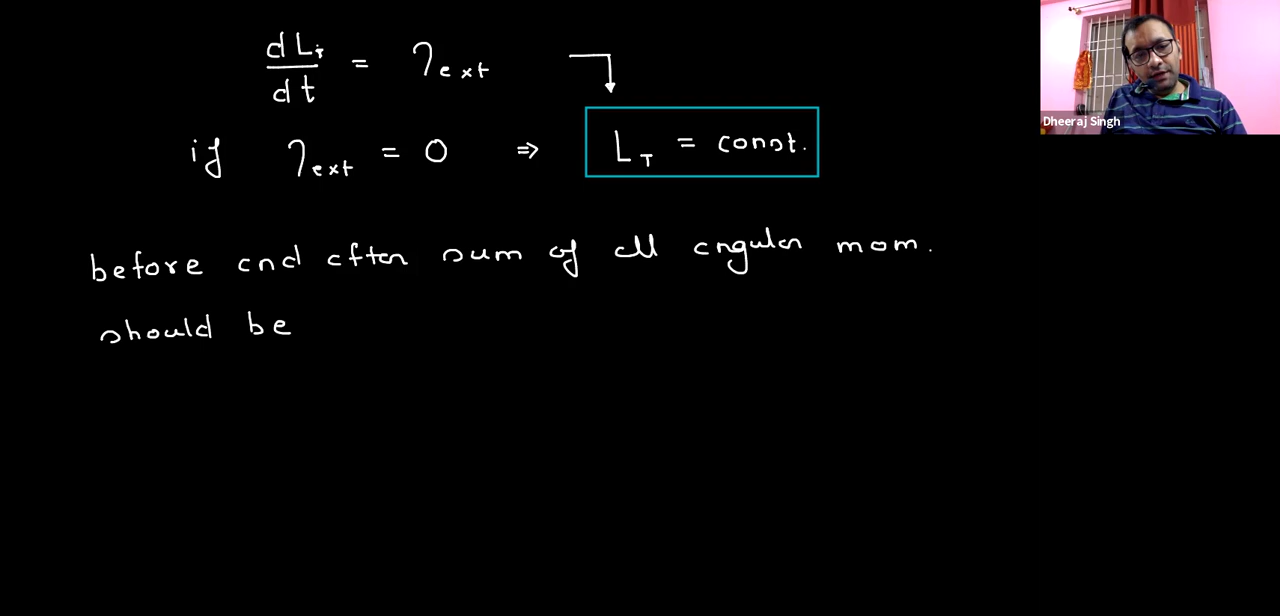 dL_T/dt = τ_ext
if τ_ext = 0 ⇒ L_T = const.
before and after sum of all angular mom.
should be
Dheeraj Singh